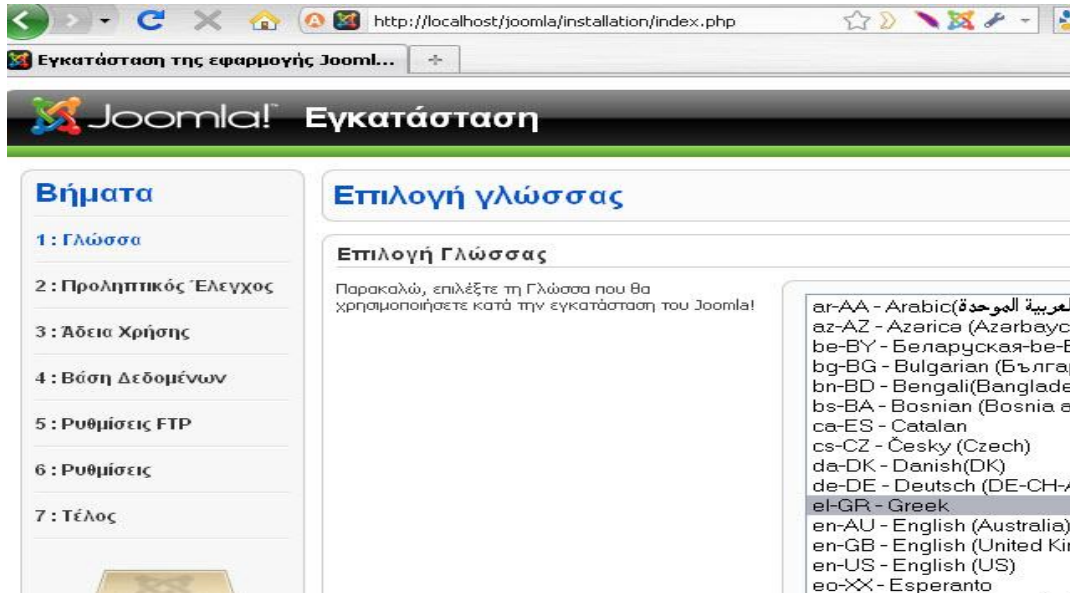 http://localhost/joomla/installation/index.php
Εγκατάσταση της εφαρμογής Jooml...
Joomla! Εγκατάσταση
Βήματα
1 : Γλώσσα
2 : Προληπτικός Έλεγχος
3 : Άδεια Χρήσης
4 : Βάση Δεδομένων
5 : Ρυθμίσεις FTP
6 : Ρυθμίσεις
7 : Τέλος
Επιλογή γλώσσας
Επιλογή Γλώσσας
Παρακαλώ, επιλέξτε τη Γλώσσα που θα
χρησιμοποιήσετε κατά την εγκατάσταση του Joomla!
ar-AA - Arabic(العربية الموحدة
az-AZ - Azəricə (Azərbayc
be-BY - Беларуская-be-B
bg-BG - Bulgarian (Българ
bn-BD - Bengali(Banglade
bs-BA - Bosnian (Bosnia a
ca-ES - Catalan
cs-CZ - Česky (Czech)
da-DK - Danish(DK)
de-DE - Deutsch (DE-CH-A
el-GR - Greek
en-AU - English (Australia)
en-GB - English (United Kin
en-US - English (US)
eo-XX - Esperanto